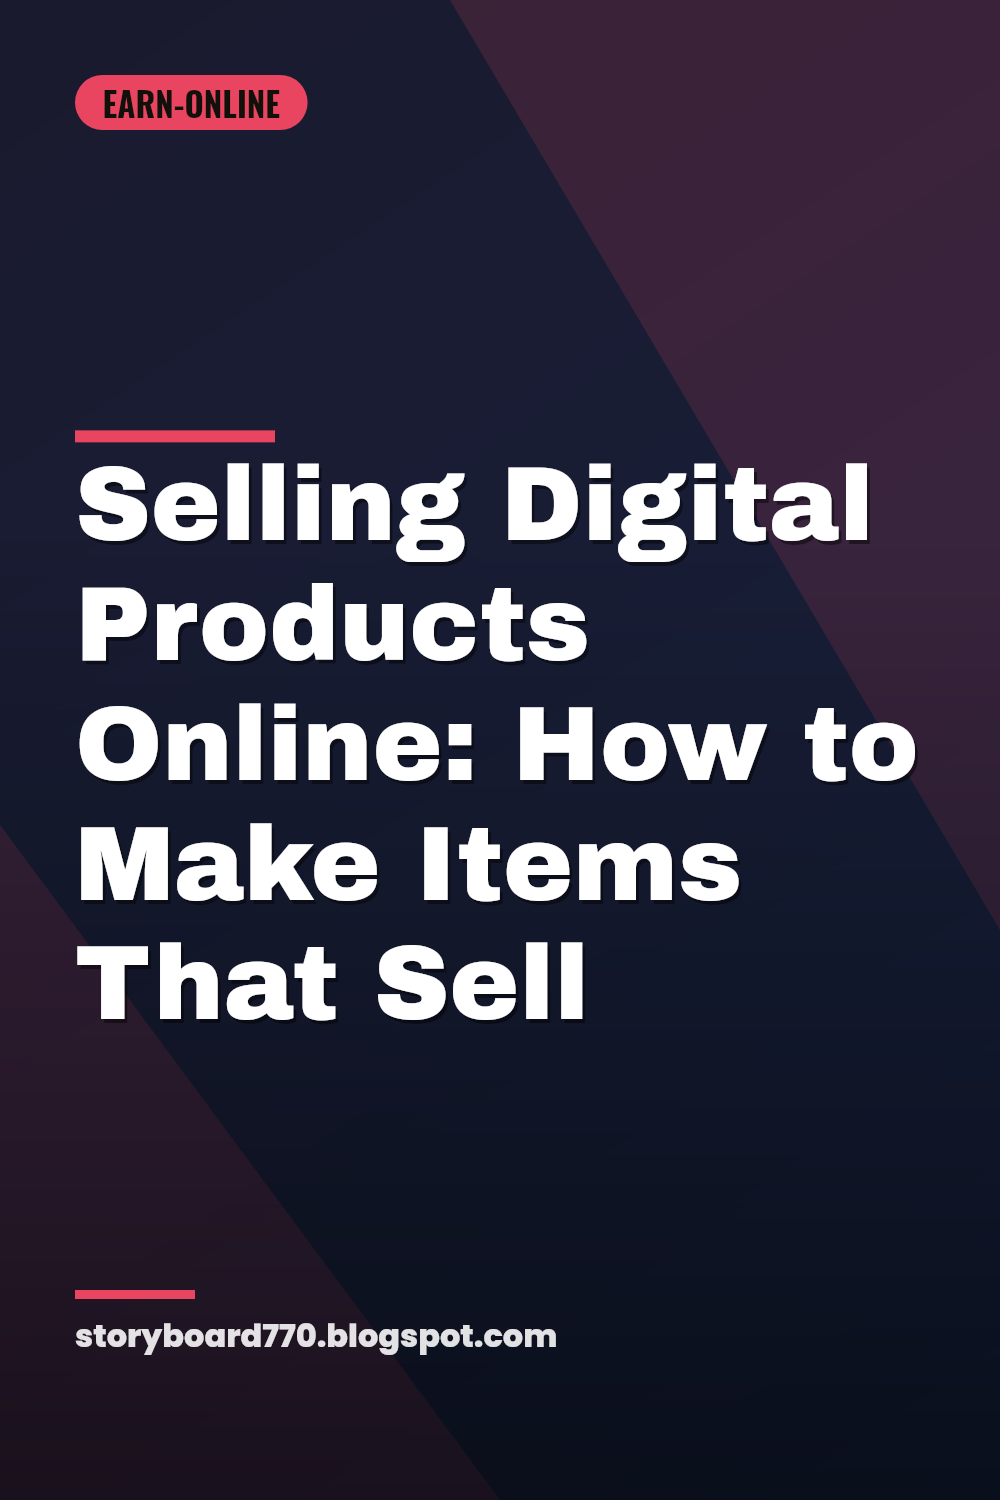 EARN-ONLINE
Selling Digital
Products
Online: How to
Make Items
That Sell
storyboard770.blogspot.com